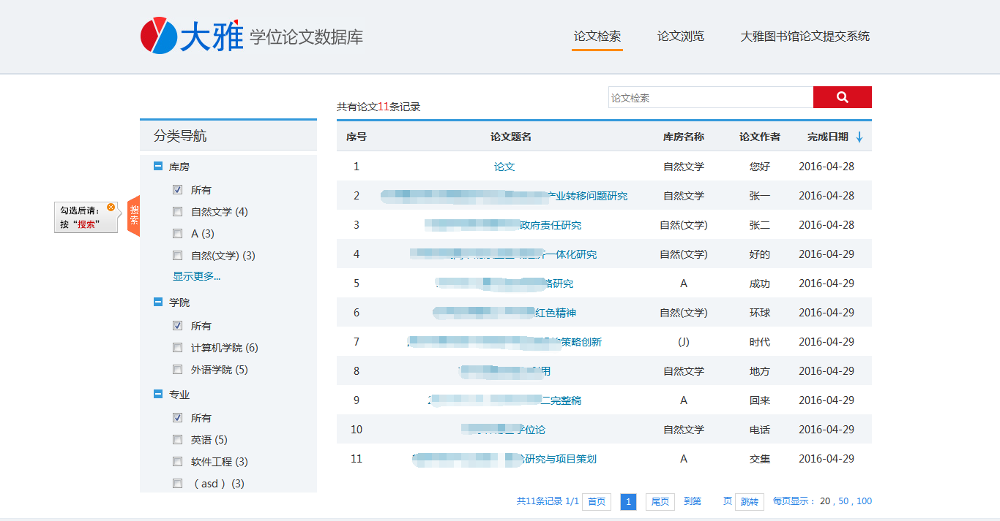 大雅 学位论文数据库
论文检索 论文浏览 大雅图书馆论文提交系统
论文检索
共有论文11条记录
分类导航
库房
所有
自然文学 (4)
A (3)
自然(文学) (3)
显示更多...
学院
所有
计算机学院 (6)
外语学院 (5)
专业
所有
英语 (5)
软件工程 (3)
( asd ) (3)
勾选后请：
按“搜索”
搜索
序号 论文题名 库房名称 论文作者 完成日期
1 论文 自然文学 您好 2016-04-28
2 产业转移问题研究 自然文学 张一 2016-04-28
3 政府责任研究 自然(文学) 张二 2016-04-28
4 一体化研究 自然(文学) 好的 2016-04-29
5 研究 A 成功 2016-04-29
6 红色精神 自然(文学) 环球 2016-04-29
7 策略创新 (J) 时代 2016-04-29
8 用 自然文学 地方 2016-04-29
9 二完整稿 A 回来 2016-04-29
10 学位论 自然文学 电话 2016-04-29
11 研究与项目策划 A 交集 2016-04-29
共11条记录 1/1 首页 1 尾页 到第 页 跳转 每页显示： 20 , 50 , 100